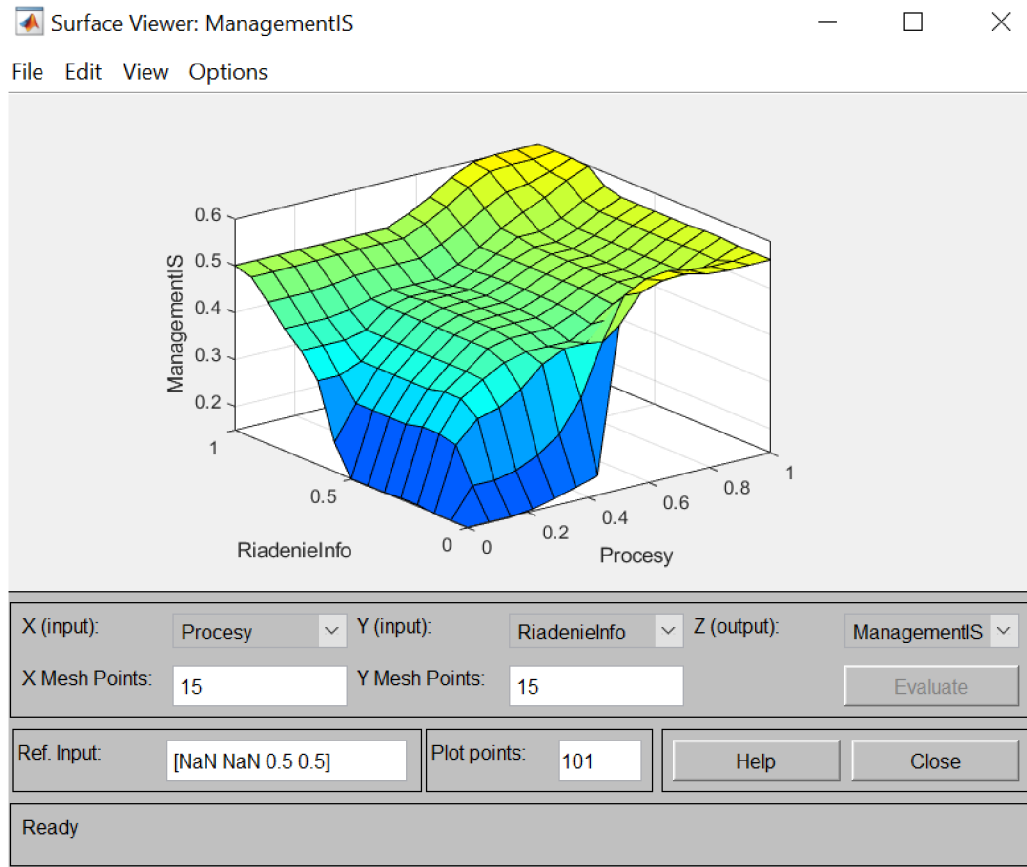 Surface Viewer: ManagementIS
File Edit View Options
0.6
0.5
0.4
0.3
0.2
ManagementIS
1
0.5
0
RiadenieInfo
0
0.2
0.4
0.6
0.8
1
Procesy
X (input): Procesy Y (input): RiadenieInfo Z (output): ManagementIS
X Mesh Points: 15 Y Mesh Points: 15 Evaluate
Ref. Input: [NaN NaN 0.5 0.5] Plot points: 101 Help Close
Ready